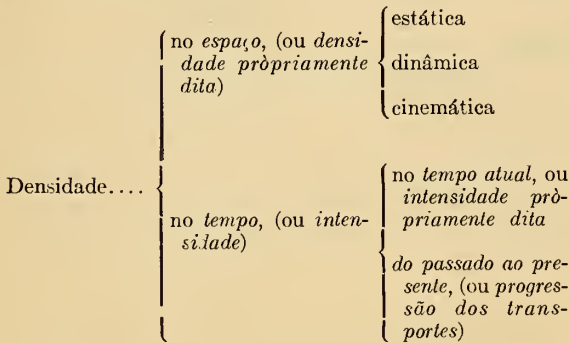 Densidade....
no espaço, (ou densi-
dade pròpriamente
dita)
estática
dinâmica
cinemática
no tempo, (ou inten-
sidade)
no tempo atual, ou
intensidade prò-
priamente dita
do passado ao pre-
sente, (ou progres-
são dos trans-
portes)